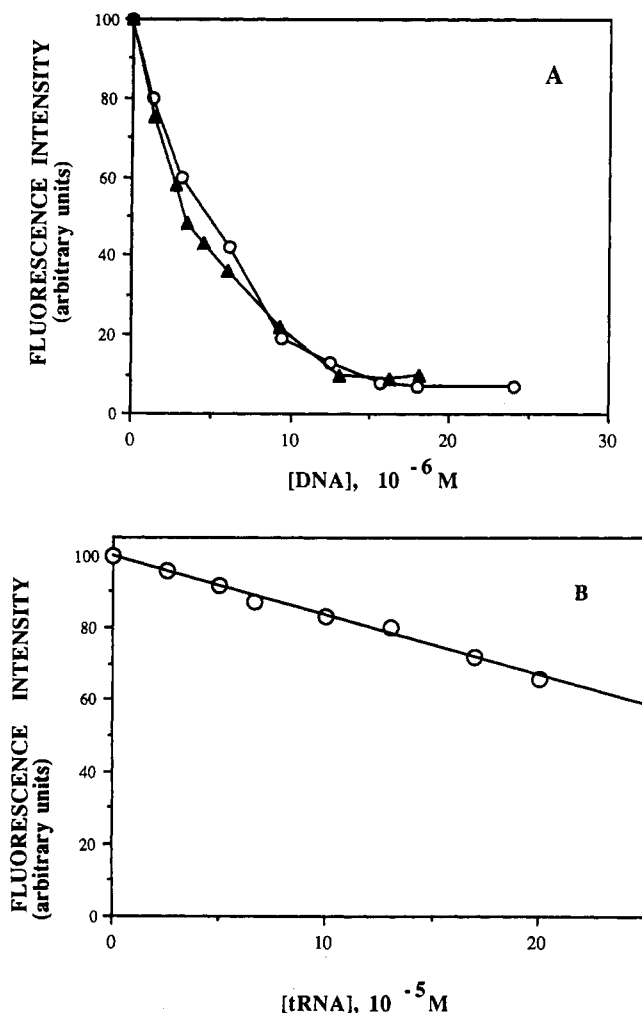 100
80
60
40
20
0
FLUORESCENCE INTENSITY
(arbitrary units)
A
0 10 20 30
[DNA], 10 -6 M
100
80
60
40
20
0
FLUORESCENCE INTENSITY
(arbitrary units)
B
0 10 20
[tRNA], 10 -5 M